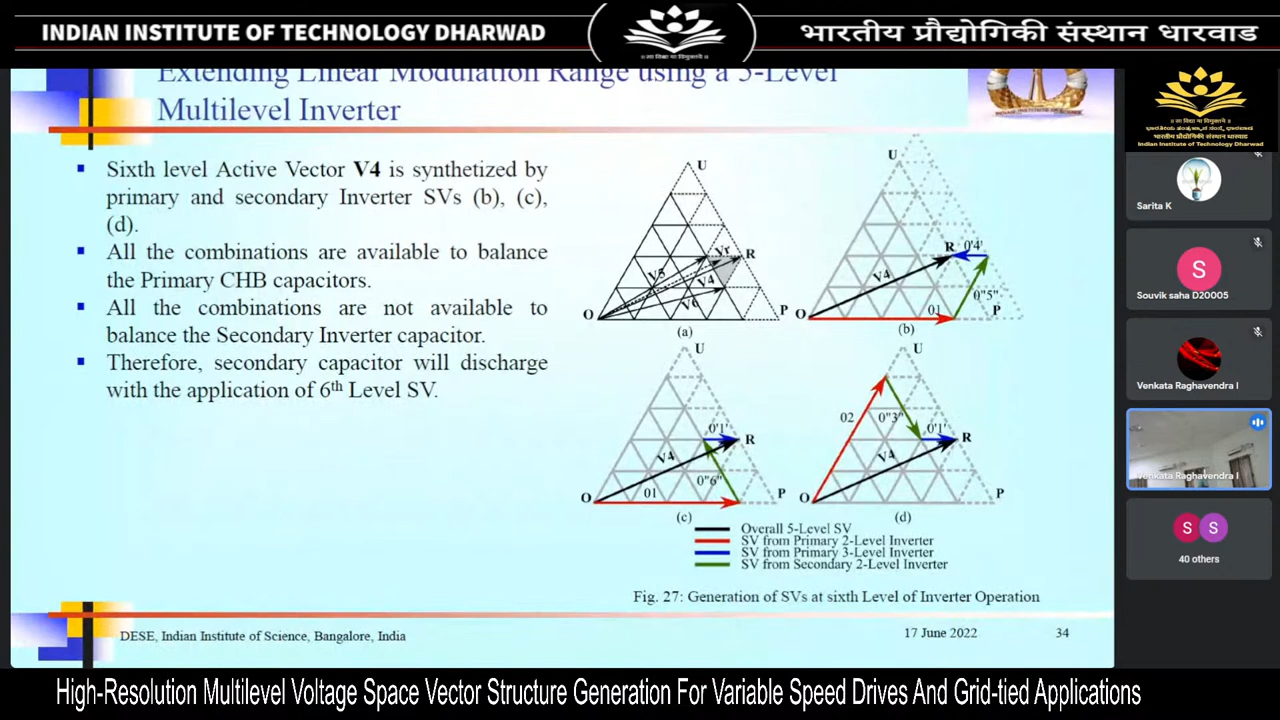 INDIAN INSTITUTE OF TECHNOLOGY DHARWAD
भारतीय प्रौद्योगिकी संस्थान धारवाड
Extending Linear Modulation Range using a 5-Level
Multilevel Inverter
Sixth level Active Vector V4 is synthetized by
primary and secondary Inverter SVs (b), (c),
(d).
All the combinations are available to balance
the Primary CHB capacitors.
All the combinations are not available to
balance the Secondary Inverter capacitor.
Therefore, secondary capacitor will discharge
with the application of 6th Level SV.
U
Vr
R
V5
V4
V6
O
P
(a)
U
R
0'4'
V4
0"5"
O
01
P
(b)
U
0'1'
R
V4
0"6"
O
01
P
(c)
U
02
0"3"
0'1'
R
V4
O
P
(d)
Overall 5-Level SV
SV from Primary 2-Level Inverter
SV from Primary 3-Level Inverter
SV from Secondary 2-Level Inverter
Fig. 27: Generation of SVs at sixth Level of Inverter Operation
DESE, Indian Institute of Science, Bangalore, India
17 June 2022
34
भारतीय प्रौद्योगिकी संस्थान धारवाड
Indian Institute of Technology Dharwad
Sarita K
S
Souvik saha D20005
Venkata Raghavendra I
Venkata Raghavendra I
S
S
40 others
High-Resolution Multilevel Voltage Space Vector Structure Generation For Variable Speed Drives And Grid-tied Applications